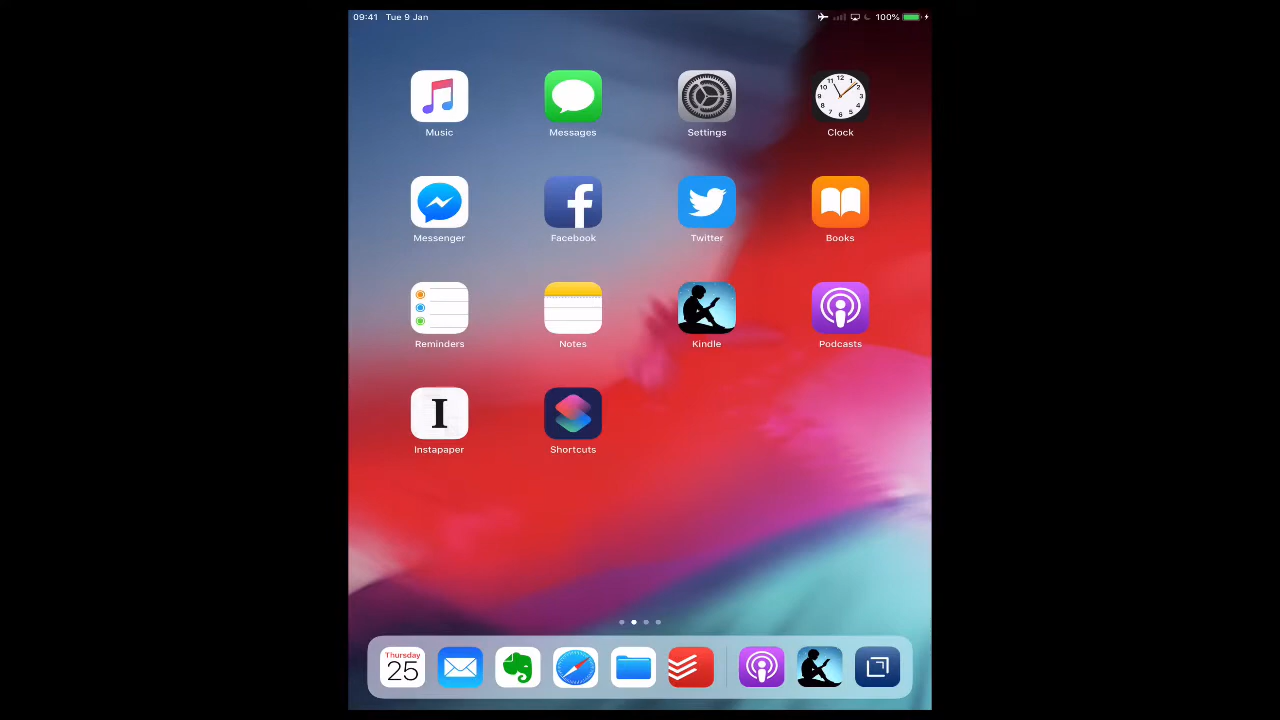 09:41 Tue 9 Jan 100%
Music Messages Settings Clock
Messenger Facebook Twitter Books
Reminders Notes Kindle Podcasts
I
Instapaper Shortcuts
Thursday
25